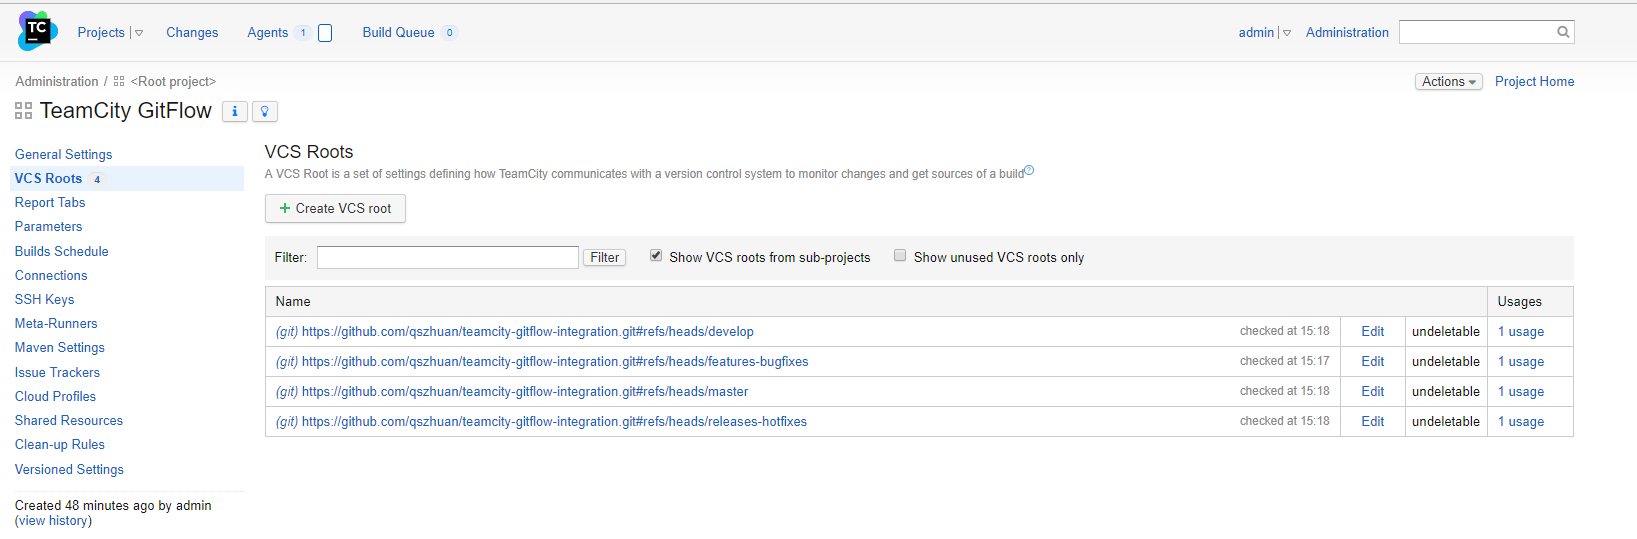 TC Projects Changes Agents 1 Build Queue 0 admin Administration
Administration / <Root project> Actions Project Home
TeamCity GitFlow
General Settings
VCS Roots 4
Report Tabs
Parameters
Builds Schedule
Connections
SSH Keys
Meta-Runners
Maven Settings
Issue Trackers
Cloud Profiles
Shared Resources
Clean-up Rules
Versioned Settings
Created 48 minutes ago by admin
(view history)
VCS Roots
A VCS Root is a set of settings defining how TeamCity communicates with a version control system to monitor changes and get sources of a build?
+ Create VCS root
Filter: Filter Show VCS roots from sub-projects Show unused VCS roots only
Name Usages
(git) https://github.com/qszhuan/teamcity-gitflow-integration.git#refs/heads/develop checked at 15:18 Edit undeletable 1 usage
(git) https://github.com/qszhuan/teamcity-gitflow-integration.git#refs/heads/features-bugfixes checked at 15:17 Edit undeletable 1 usage
(git) https://github.com/qszhuan/teamcity-gitflow-integration.git#refs/heads/master checked at 15:18 Edit undeletable 1 usage
(git) https://github.com/qszhuan/teamcity-gitflow-integration.git#refs/heads/releases-hotfixes checked at 15:18 Edit undeletable 1 usage